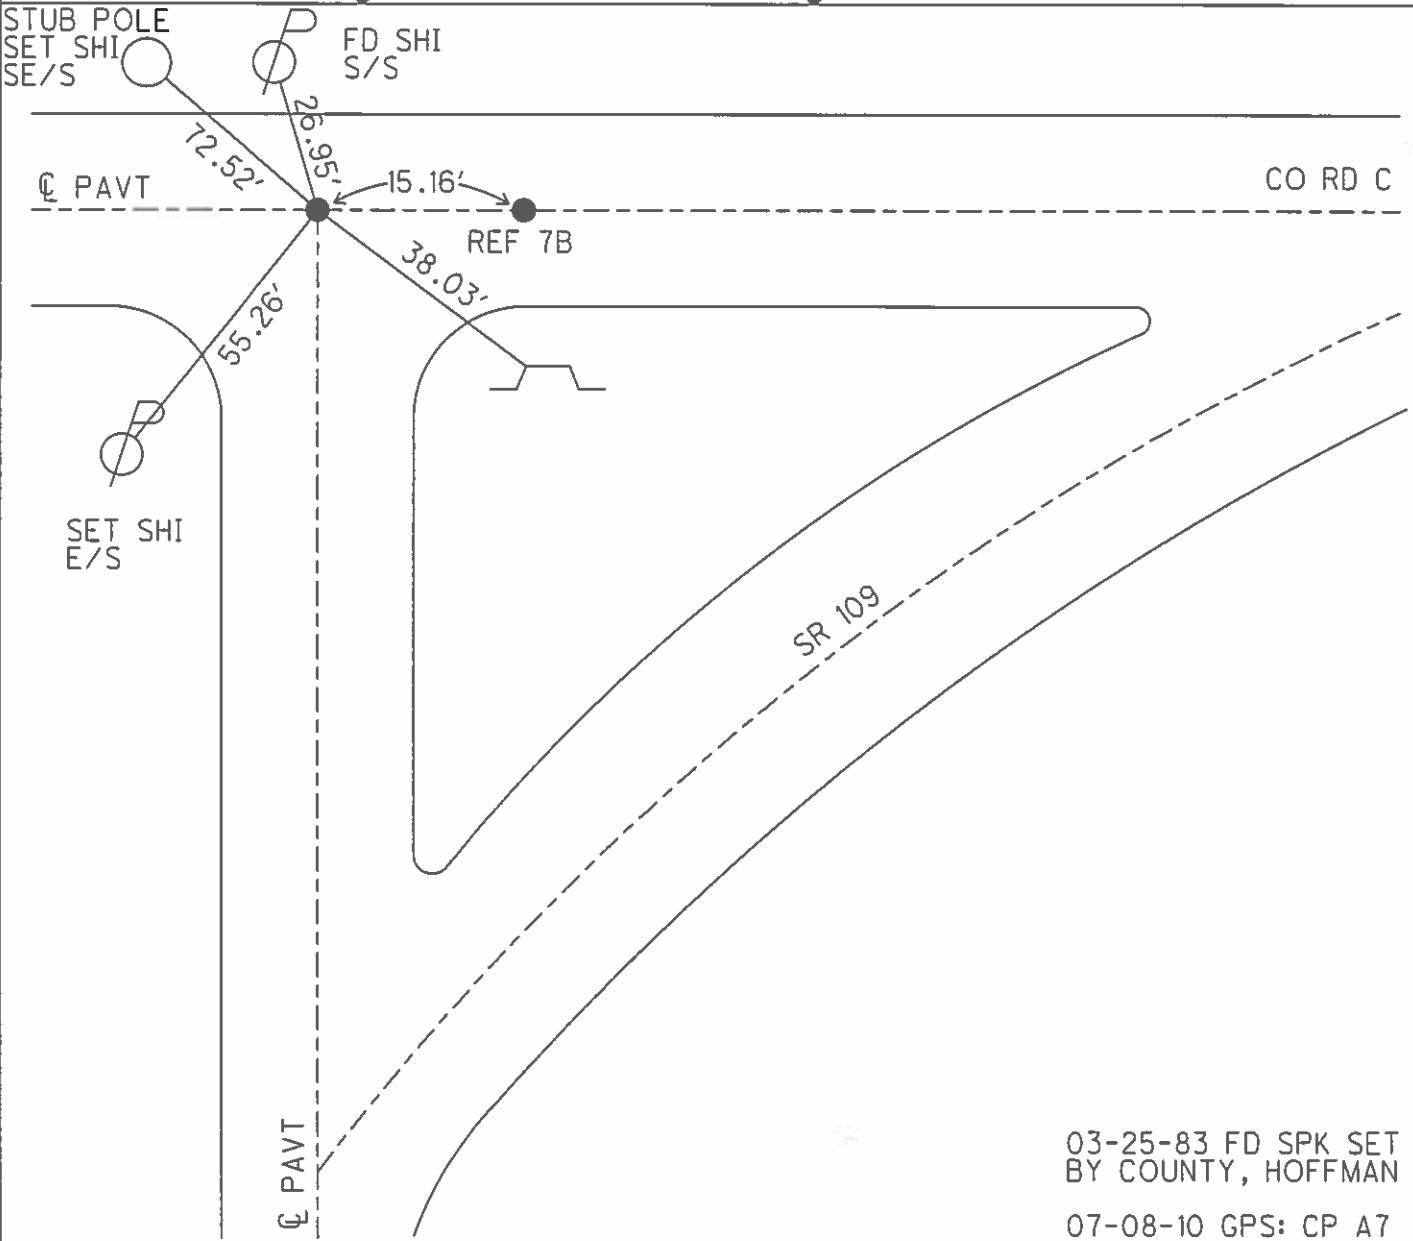 STUB POLE
SET SHI
SE/S
FD SHI
S/S
26.95'
72.52'
℄ PAVT
15.16'
CO RD C
REF 7B
38.03'
55.26'
SET SHI
E/S
SR 109
℄ PAVT
03-25-83 FD SPK SET
BY COUNTY, HOFFMAN
07-08-10 GPS: CP A7